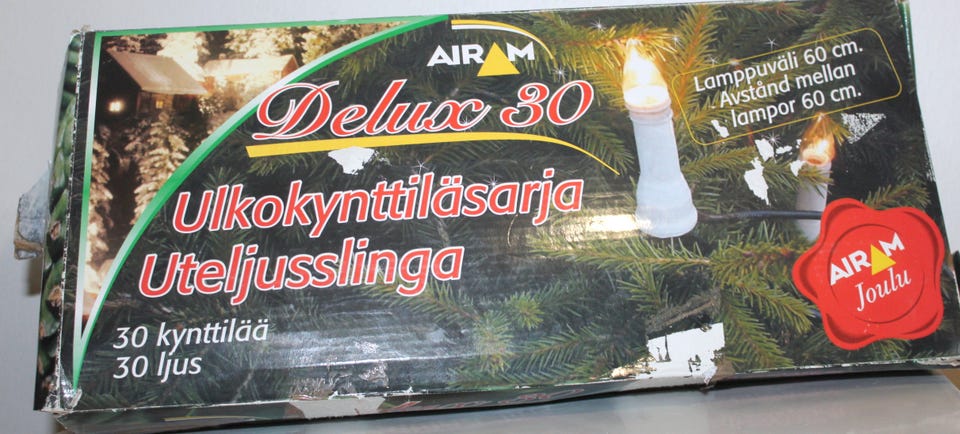 AIRAM
Delux 30
Lamppuväli 60 cm.
Avstånd mellan
lampor 60 cm.
Ulkokynttiläsarja
Uteljusslinga
30 kynttilää
30 ljus
AIRAM
Joulu